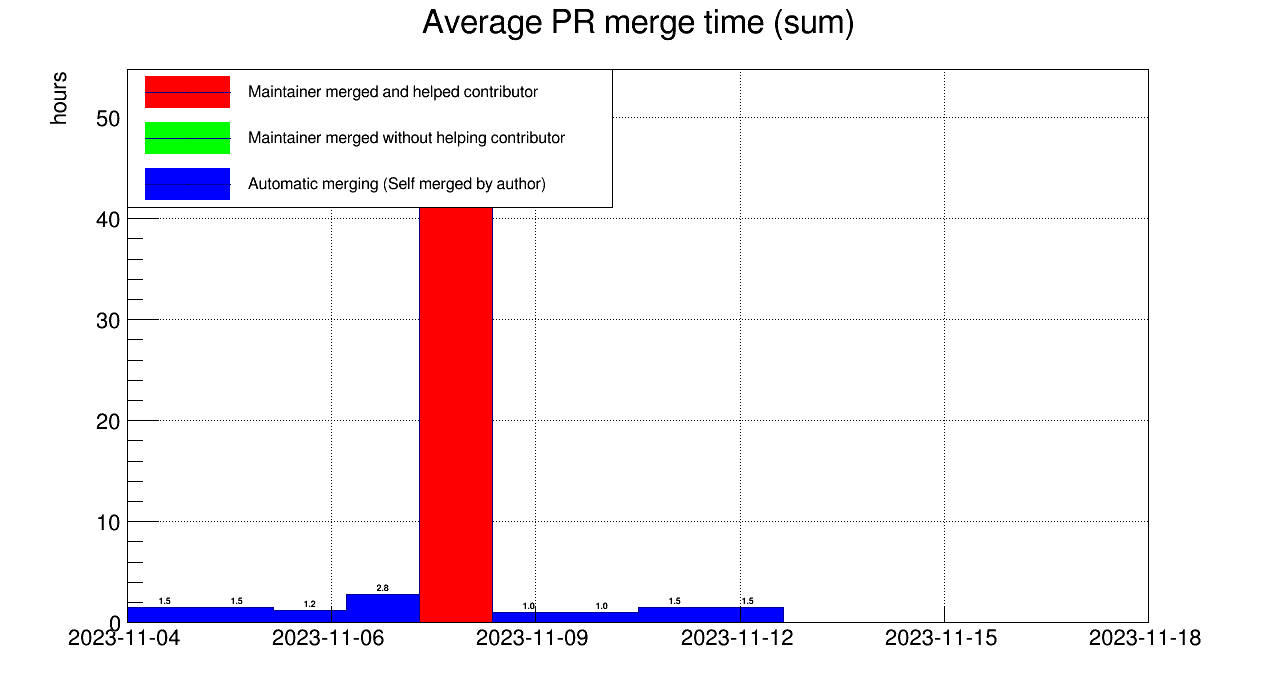 Average PR merge time (sum)
hours
Maintainer merged and helped contributor
Maintainer merged without helping contributor
Automatic merging (Self merged by author)
50
40
30
20
10
0
1.5 1.5 1.2 2.8 1.0 1.0 1.5 1.5
2023-11-04 2023-11-06 2023-11-09 2023-11-12 2023-11-15 2023-11-18